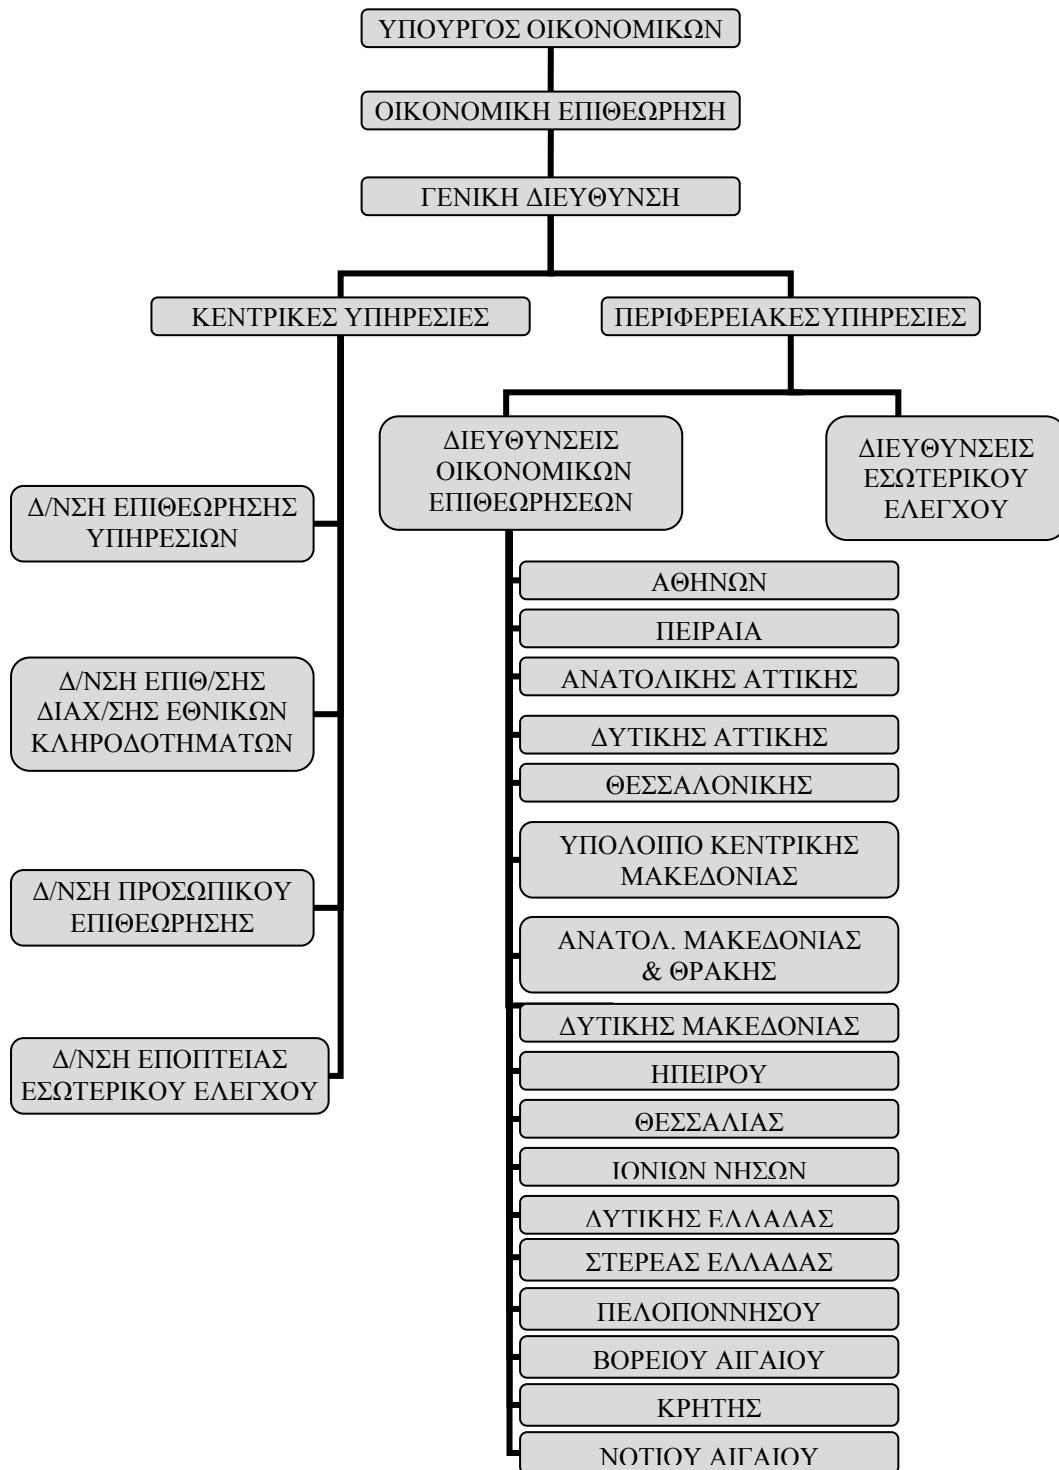 ΥΠΟΥΡΓΟΣ ΟΙΚΟΝΟΜΙΚΩΝ
ΟΙΚΟΝΟΜΙΚΗ ΕΠΙΘΕΩΡΗΣΗ
ΓΕΝΙΚΗ ΔΙΕΥΘΥΝΣΗ
ΚΕΝΤΡΙΚΕΣ ΥΠΗΡΕΣΙΕΣ
ΠΕΡΙΦΕΡΕΙΑΚΕΣ ΥΠΗΡΕΣΙΕΣ
Δ/ΝΣΗ ΕΠΙΘΕΩΡΗΣΗΣ
ΥΠΗΡΕΣΙΩΝ
Δ/ΝΣΗ ΕΠΙΘ/ΣΗΣ
ΔΙΑΧ/ΣΗΣ ΕΘΝΙΚΩΝ
ΚΛΗΡΟΔΟΤΗΜΑΤΩΝ
Δ/ΝΣΗ ΠΡΟΣΩΠΙΚΟΥ
ΕΠΙΘΕΩΡΗΣΗΣ
Δ/ΝΣΗ ΕΠΟΠΤΕΙΑΣ
ΕΣΩΤΕΡΙΚΟΥ ΕΛΕΓΧΟΥ
ΔΙΕΥΘΥΝΣΕΙΣ
ΟΙΚΟΝΟΜΙΚΩΝ
ΕΠΙΘΕΩΡΗΣΕΩΝ
ΔΙΕΥΘΥΝΣΕΙΣ
ΕΣΩΤΕΡΙΚΟΥ
ΕΛΕΓΧΟΥ
ΑΘΗΝΩΝ
ΠΕΙΡΑΙΑ
ΑΝΑΤΟΛΙΚΗΣ ΑΤΤΙΚΗΣ
ΔΥΤΙΚΗΣ ΑΤΤΙΚΗΣ
ΘΕΣΣΑΛΟΝΙΚΗΣ
ΥΠΟΛΟΙΠΟ ΚΕΝΤΡΙΚΗΣ
ΜΑΚΕΔΟΝΙΑΣ
ΑΝΑΤΟΛ. ΜΑΚΕΔΟΝΙΑΣ
& ΘΡΑΚΗΣ
ΔΥΤΙΚΗΣ ΜΑΚΕΔΟΝΙΑΣ
ΗΠΕΙΡΟΥ
ΘΕΣΣΑΛΙΑΣ
ΙΟΝΙΩΝ ΝΗΣΩΝ
ΔΥΤΙΚΗΣ ΕΛΛΑΔΑΣ
ΣΤΕΡΕΑΣ ΕΛΛΑΔΑΣ
ΠΕΛΟΠΟΝΝΗΣΟΥ
ΒΟΡΕΙΟΥ ΑΙΓΑΙΟΥ
ΚΡΗΤΗΣ
ΝΟΤΙΟΥ ΑΙΓΑΙΟΥ